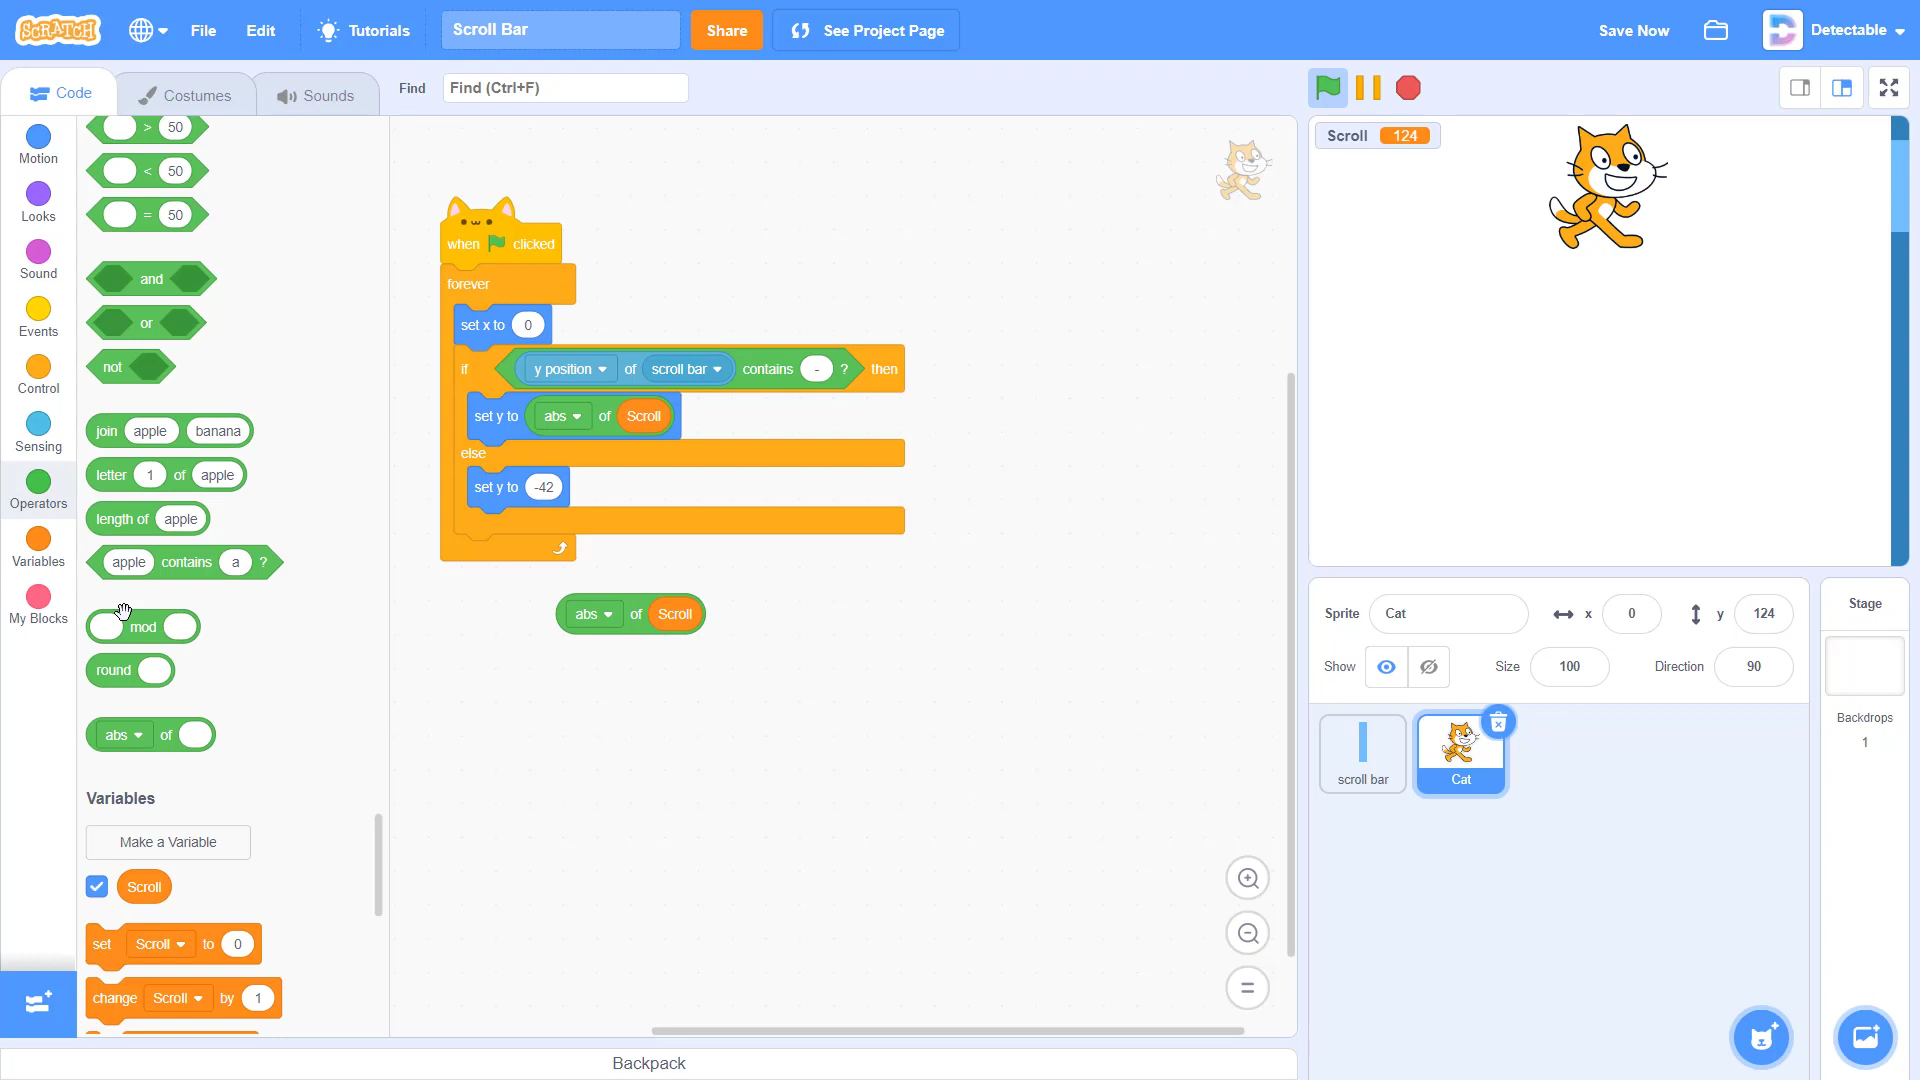 SCRATCH
File
Edit
Tutorials
Scroll Bar
Share
See Project Page
Save Now
Detectable
Code
Costumes
Sounds
Find
Find (Ctrl+F)
Motion
Looks
Sound
Events
Control
Sensing
Operators
Variables
My Blocks
> 50
< 50
= 50
and
or
not
join apple banana
letter 1 of apple
length of apple
apple contains a ?
mod
round
abs of
Variables
Make a Variable
Scroll
set Scroll to 0
change Scroll by 1
when clicked
forever
set x to 0
if y position of scroll bar contains - ? then
set y to abs of Scroll
else
set y to -42
abs of Scroll
Backpack
Scroll 124
Sprite Cat x 0 y 124
Show Size 100 Direction 90
scroll bar
Cat
Stage
Backdrops
1